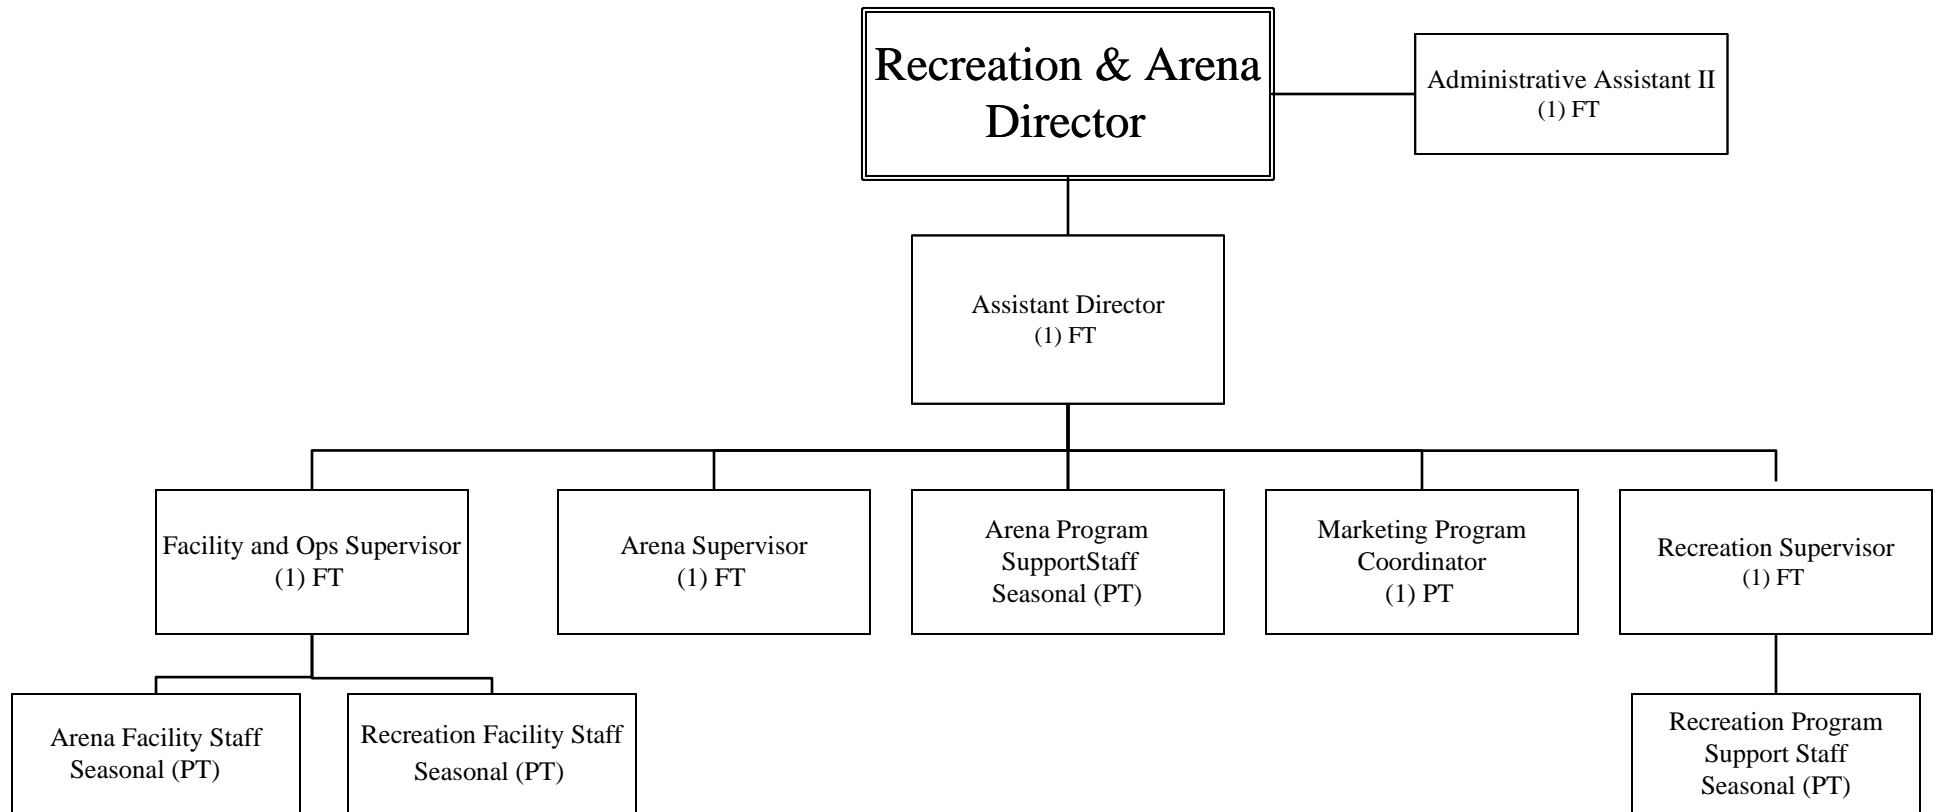 Recreation & Arena
Director
Administrative Assistant II
(1) FT
Assistant Director
(1) FT
Facility and Ops Supervisor
(1) FT
Arena Supervisor
(1) FT
Arena Program
SupportStaff
Seasonal (PT)
Marketing Program
Coordinator
(1) PT
Recreation Supervisor
(1) FT
Arena Facility Staff
Seasonal (PT)
Recreation Facility Staff
Seasonal (PT)
Recreation Program
Support Staff
Seasonal (PT)